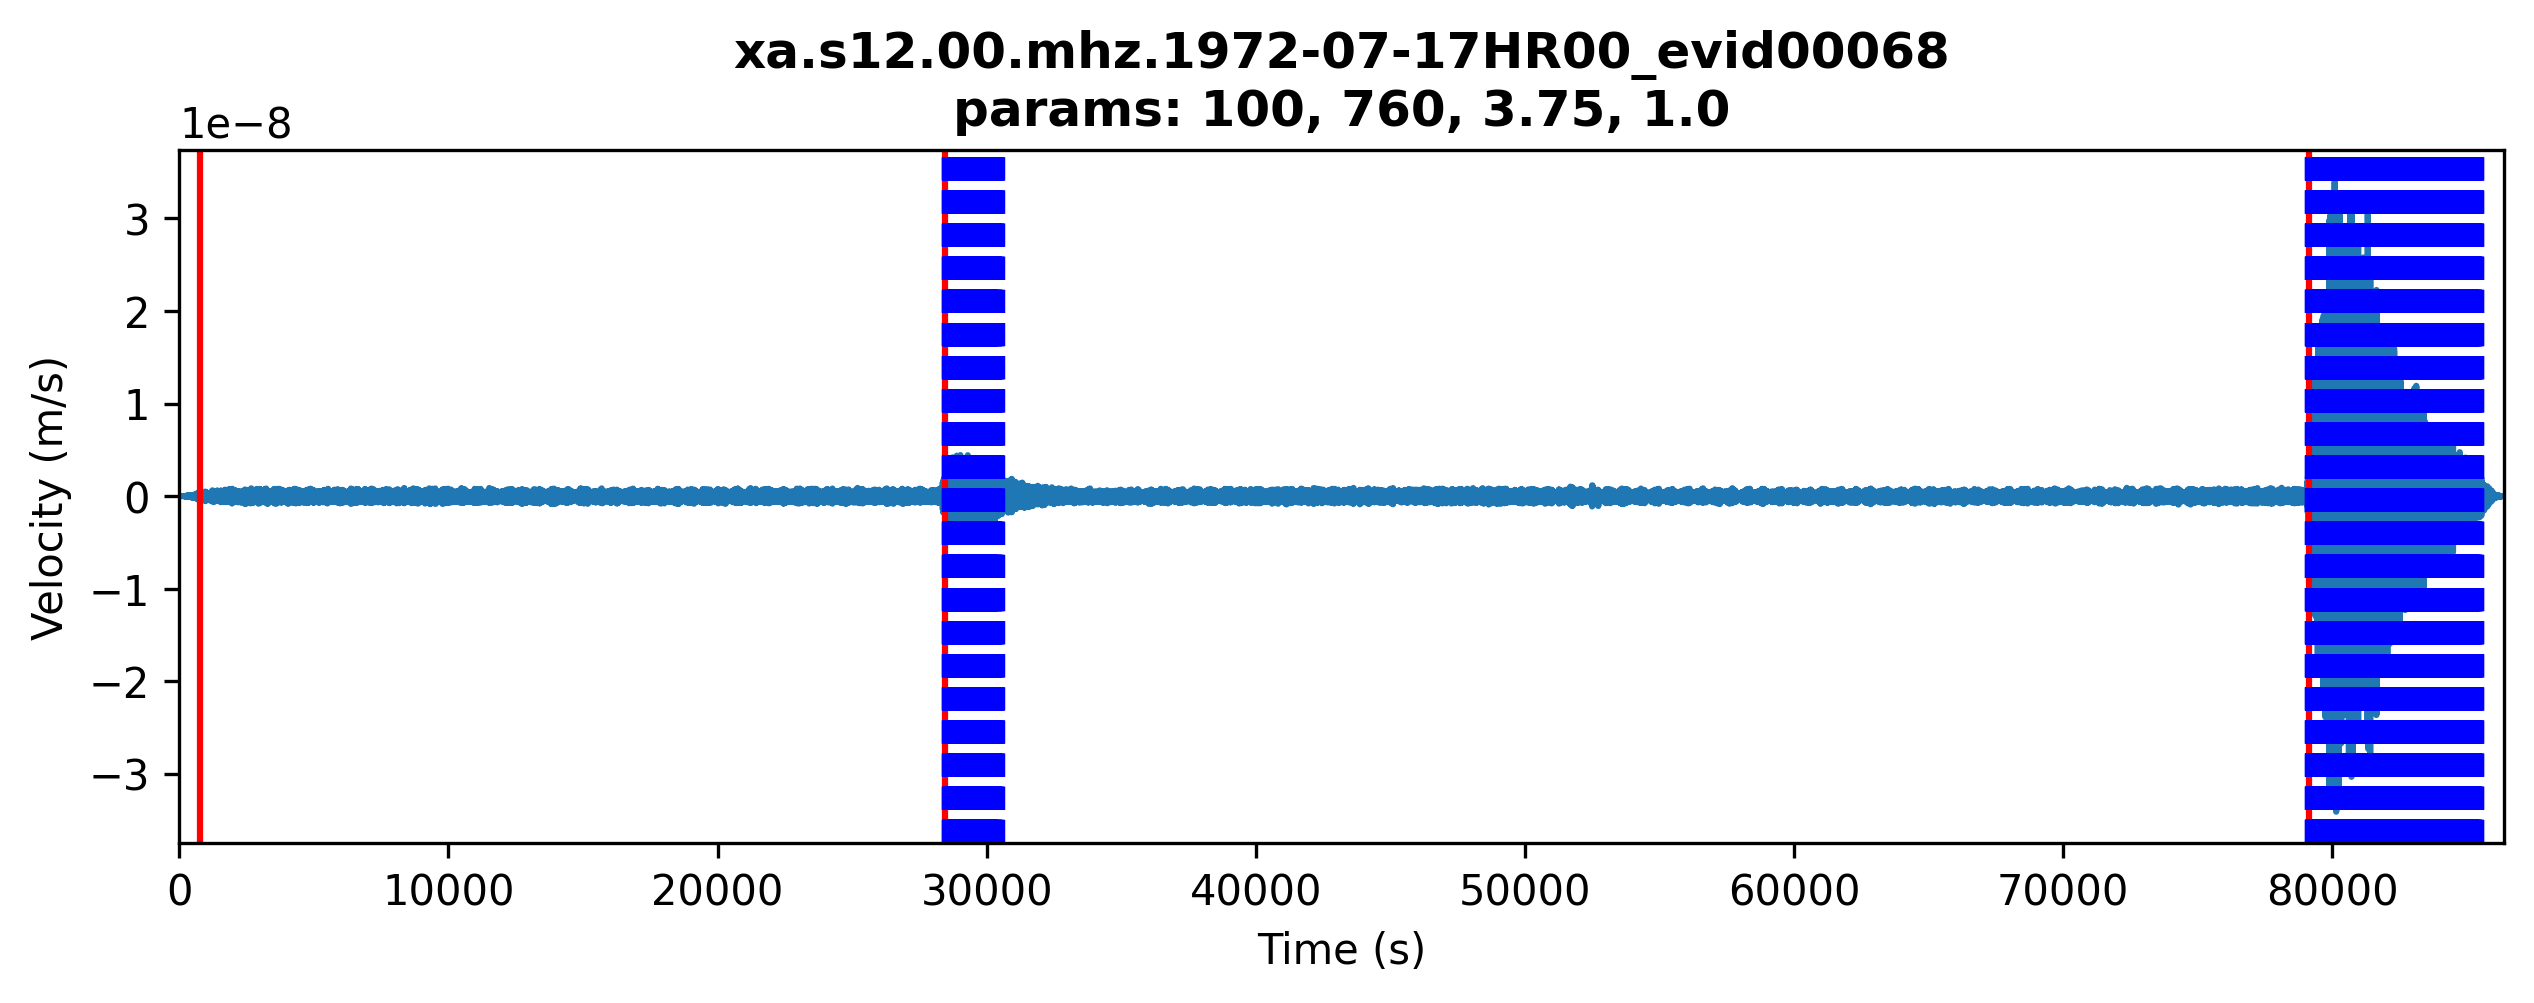 xa.s12.00.mhz.1972-07-17HR00_evid00068
params: 100, 760, 3.75, 1.0
1e−8
3
2
1
0
−1
−2
−3
Velocity (m/s)
0 10000 20000 30000 40000 50000 60000 70000 80000
Time (s)